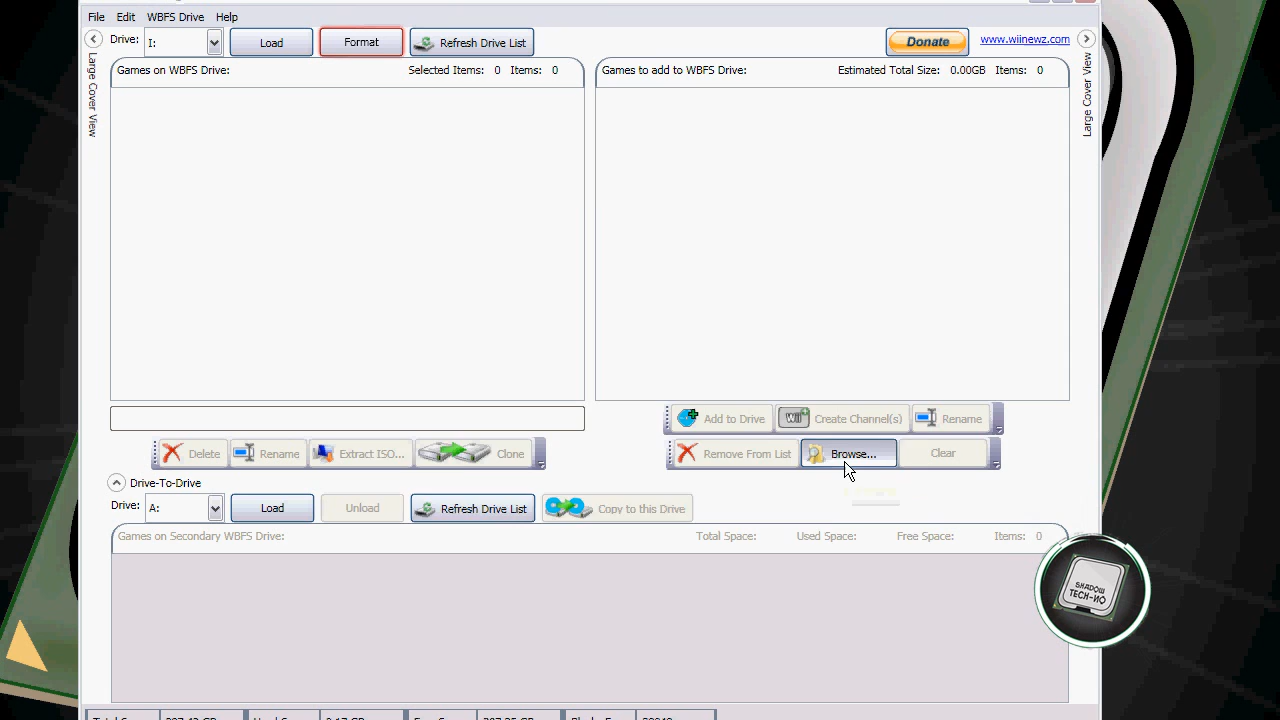 File Edit WBFS Drive Help
Drive: I: Load Format Refresh Drive List Donate www.wiinewz.com
Large Cover View
Games on WBFS Drive: Selected Items: 0 Items: 0
Games to add to WBFS Drive: Estimated Total Size: 0.00GB Items: 0
Large Cover View
Add to Drive Wii Create Channel(s) Rename
Delete Rename Extract ISO... Clone
Remove From List Browse... Clear
Drive-To-Drive
Drive: A: Load Unload Refresh Drive List Copy to this Drive
Games on Secondary WBFS Drive: Total Space: Used Space: Free Space: Items: 0
SHADOW
TECH-NO